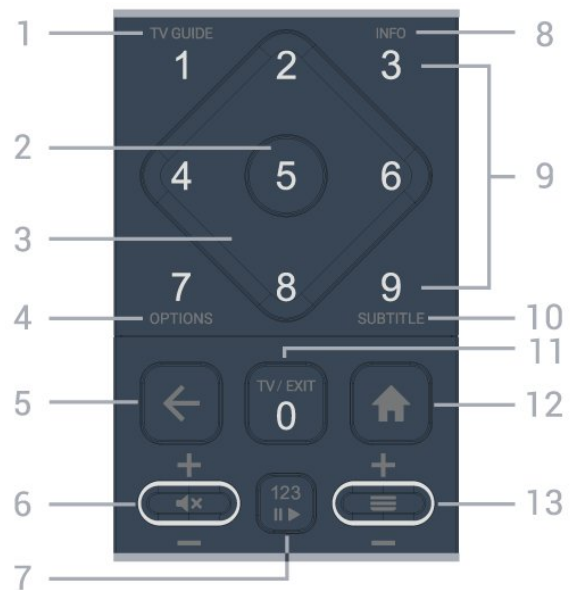 1 TV GUIDE INFO 8
1 2 3
2 9
4 5 6
3
7 8 9
4 OPTIONS SUBTITLE 10
11
TV / EXIT
5 0 12
+ +
6 13
123
- -
7